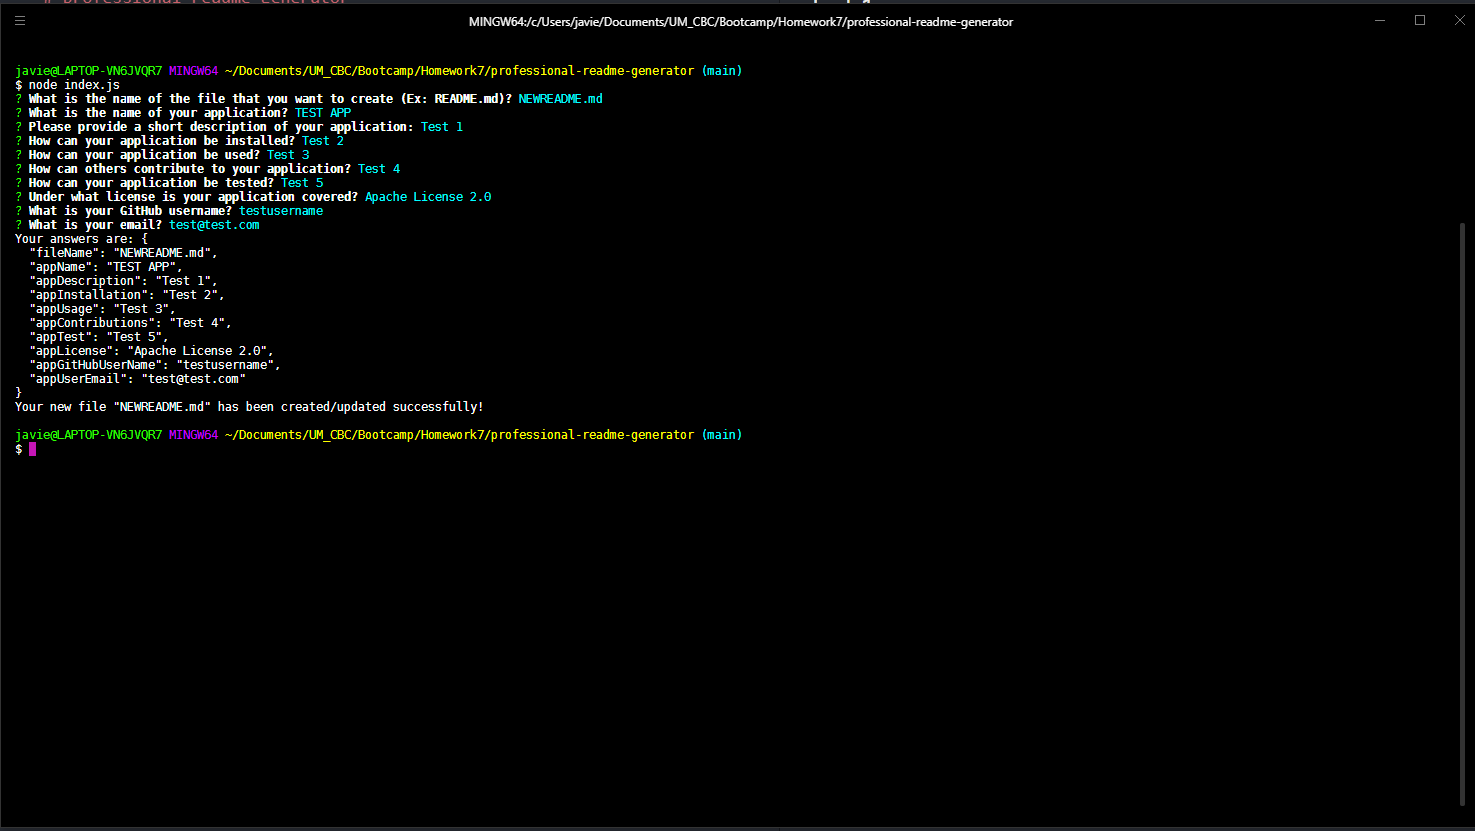 # Professional Readme Generator
MINGW64:/c/Users/javie/Documents/UM_CBC/Bootcamp/Homework7/professional-readme-generator
javie@LAPTOP-VN6JVQR7 MINGW64 ~/Documents/UM_CBC/Bootcamp/Homework7/professional-readme-generator (main)
$ node index.js
? What is the name of the file that you want to create (Ex: README.md)? NEWREADME.md
? What is the name of your application? TEST APP
? Please provide a short description of your application: Test 1
? How can your application be installed? Test 2
? How can your application be used? Test 3
? How can others contribute to your application? Test 4
? How can your application be tested? Test 5
? Under what license is your application covered? Apache License 2.0
? What is your GitHub username? testusername
? What is your email? test@test.com
Your answers are: {
  "fileName": "NEWREADME.md",
  "appName": "TEST APP",
  "appDescription": "Test 1",
  "appInstallation": "Test 2",
  "appUsage": "Test 3",
  "appContributions": "Test 4",
  "appTest": "Test 5",
  "appLicense": "Apache License 2.0",
  "appGitHubUserName": "testusername",
  "appUserEmail": "test@test.com"
}
Your new file "NEWREADME.md" has been created/updated successfully!
javie@LAPTOP-VN6JVQR7 MINGW64 ~/Documents/UM_CBC/Bootcamp/Homework7/professional-readme-generator (main)
$